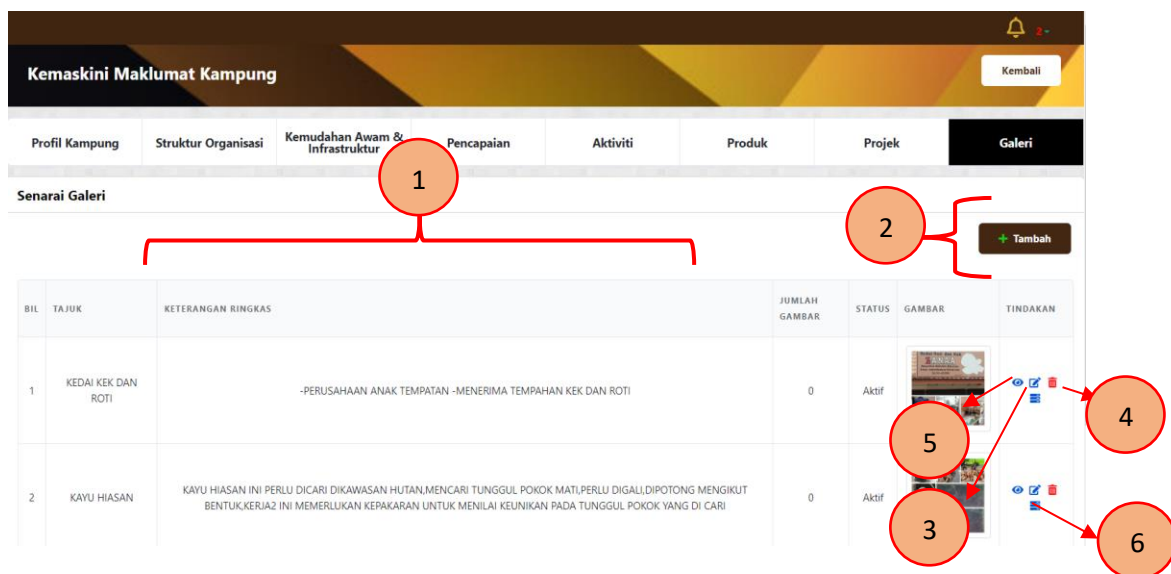 2
Kemaskini Maklumat Kampung
Kembali
Profil Kampung
Struktur Organisasi
Kemudahan Awam &
Infrastruktur
Pencapaian
Aktiviti
Produk
Projek
Galeri
1
Senarai Galeri
2
+ Tambah
BIL
TAJUK
KETERANGAN RINGKAS
JUMLAH
GAMBAR
STATUS
GAMBAR
TINDAKAN
1
KEDAI KEK DAN
ROTI
-PERUSAHAAN ANAK TEMPATAN -MENERIMA TEMPAHAN KEK DAN ROTI
0
Aktif
4
5
2
KAYU HIASAN
KAYU HIASAN INI PERLU DICARI DIKAWASAN HUTAN,MENCARI TUNGGUL POKOK MATI,PERLU DIGALI,DIPOTONG MENGIKUT
BENTUK,KERJA2 INI MEMERLUKAN KEPAKARAN UNTUK MENILAI KEUNIKAN PADA TUNGGUL POKOK YANG DI CARI
0
Aktif
3
6